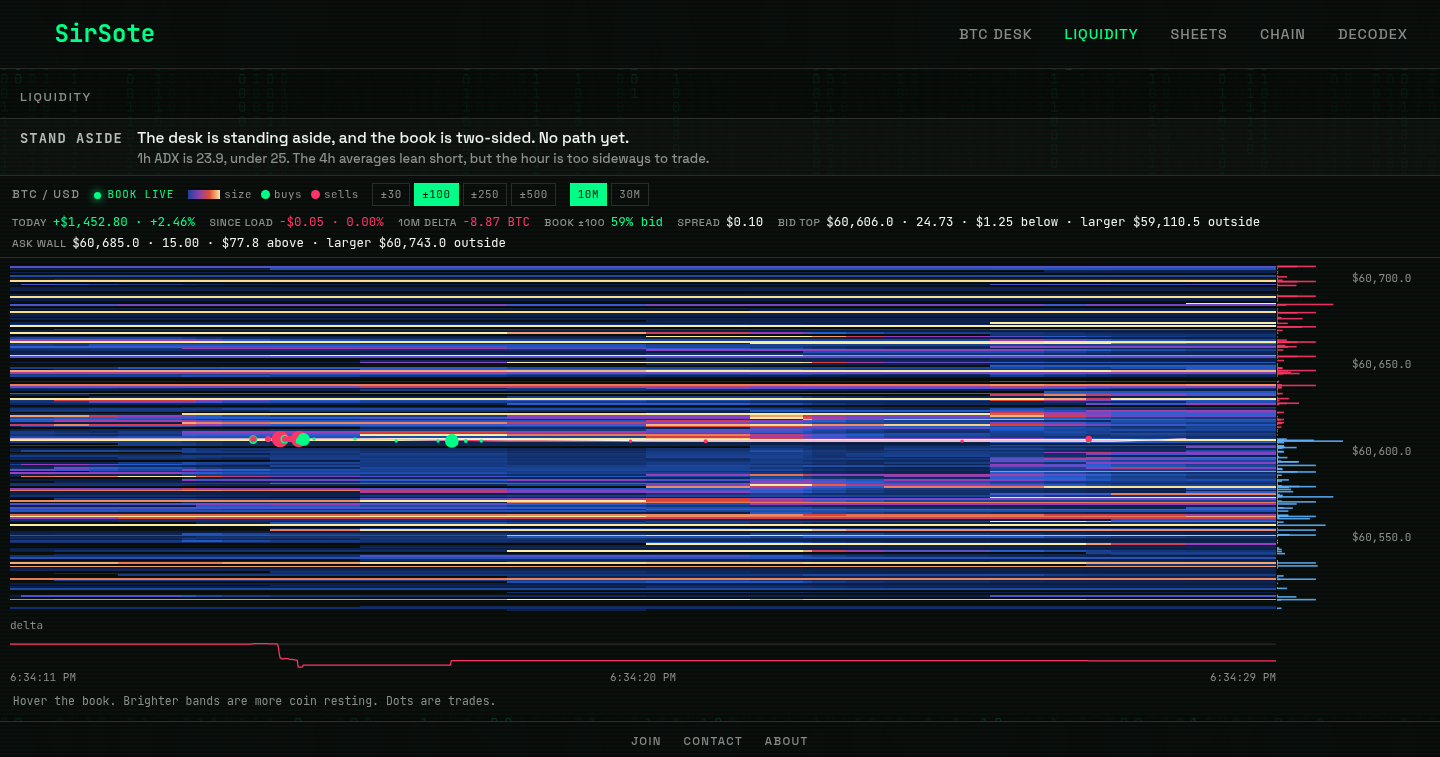 SirSote
BTC DESK LIQUIDITY SHEETS CHAIN DECODEX
LIQUIDITY
STAND ASIDE The desk is standing aside, and the book is two-sided. No path yet.
1h ADX is 23.9, under 25. The 4h averages lean short, but the hour is too sideways to trade.
BTC / USD BOOK LIVE size buys sells ±30 ±100 ±250 ±500 10M 30M
TODAY +$1,452.80 · +2.46% SINCE LOAD -$0.05 · 0.00% 10M DELTA -8.87 BTC BOOK ±100 59% bid SPREAD $0.10 BID TOP $60,606.0 · 24.73 · $1.25 below · larger $59,110.5 outside
ASK WALL $60,685.0 · 15.00 · $77.8 above · larger $60,743.0 outside
$60,700.0
$60,650.0
$60,600.0
$60,550.0
delta
6:34:11 PM 6:34:20 PM 6:34:29 PM
Hover the book. Brighter bands are more coin resting. Dots are trades.
JOIN CONTACT ABOUT